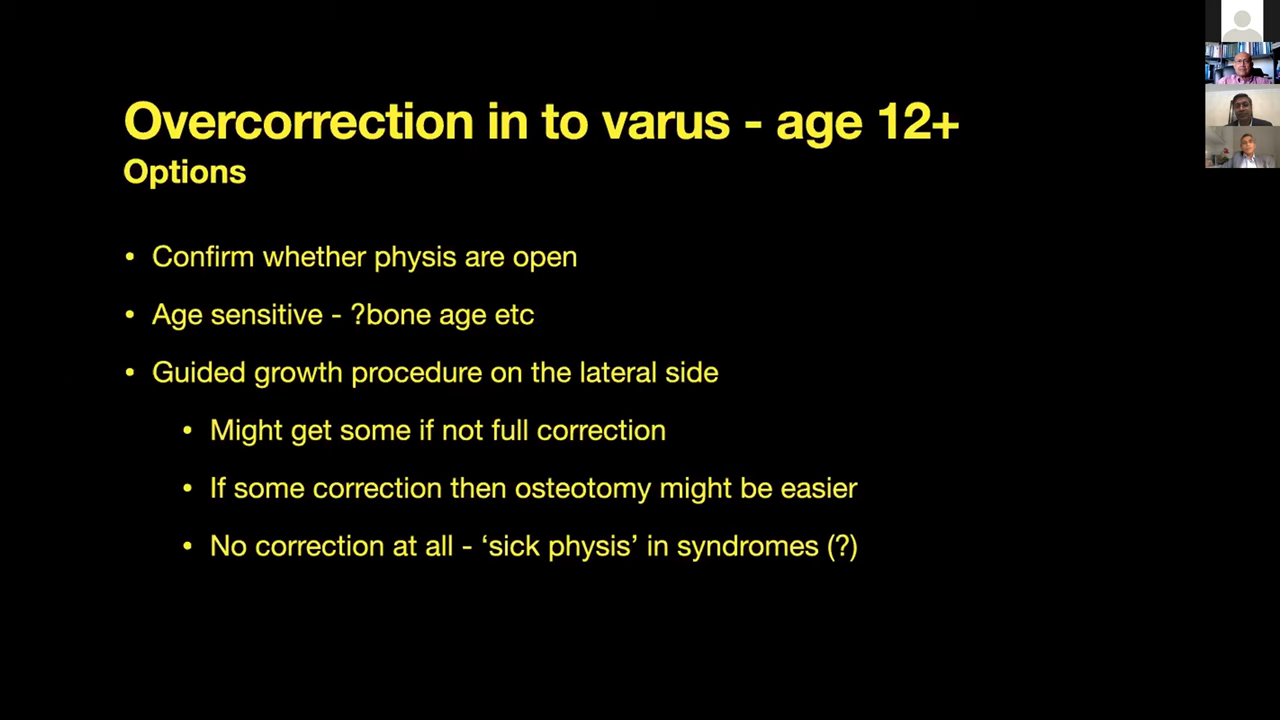 Overcorrection in to varus - age 12+
Options
• Confirm whether physis are open
• Age sensitive - ?bone age etc
• Guided growth procedure on the lateral side
• Might get some if not full correction
• If some correction then osteotomy might be easier
• No correction at all - ‘sick physis’ in syndromes (?)